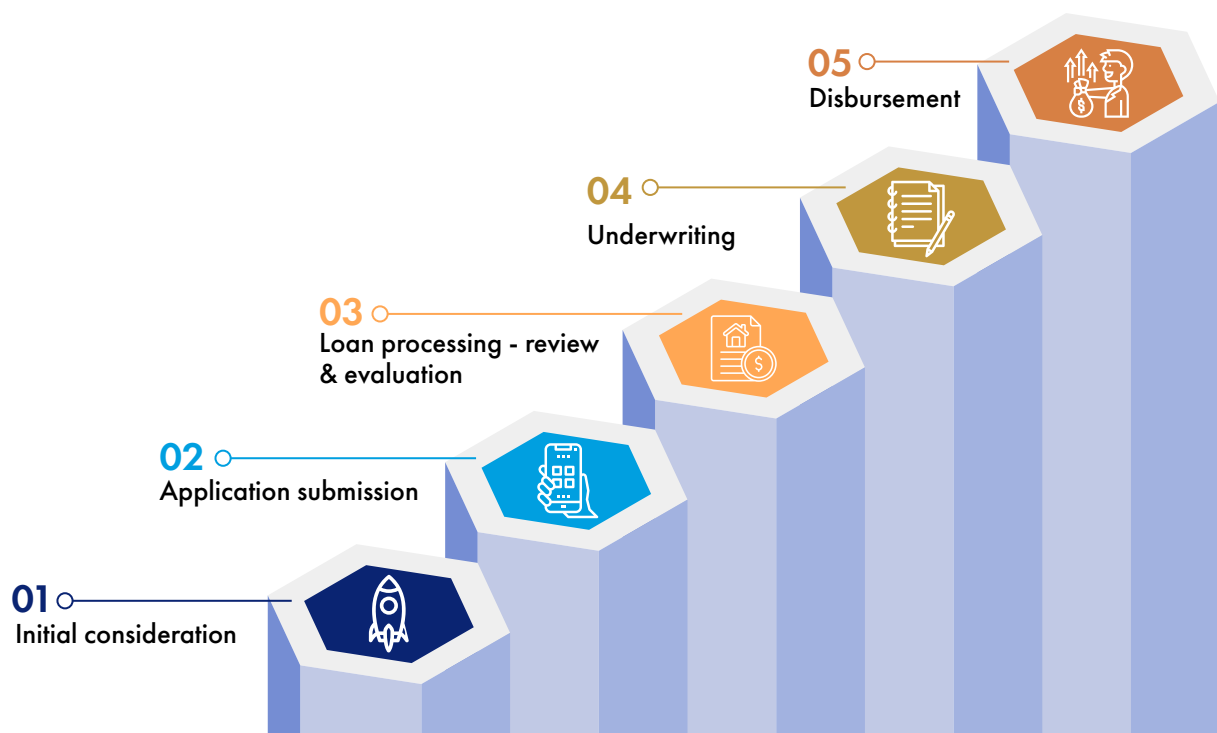 05
Disbursement
04
Underwriting
03
Loan processing - review
& evaluation
02
Application submission
01
Initial consideration